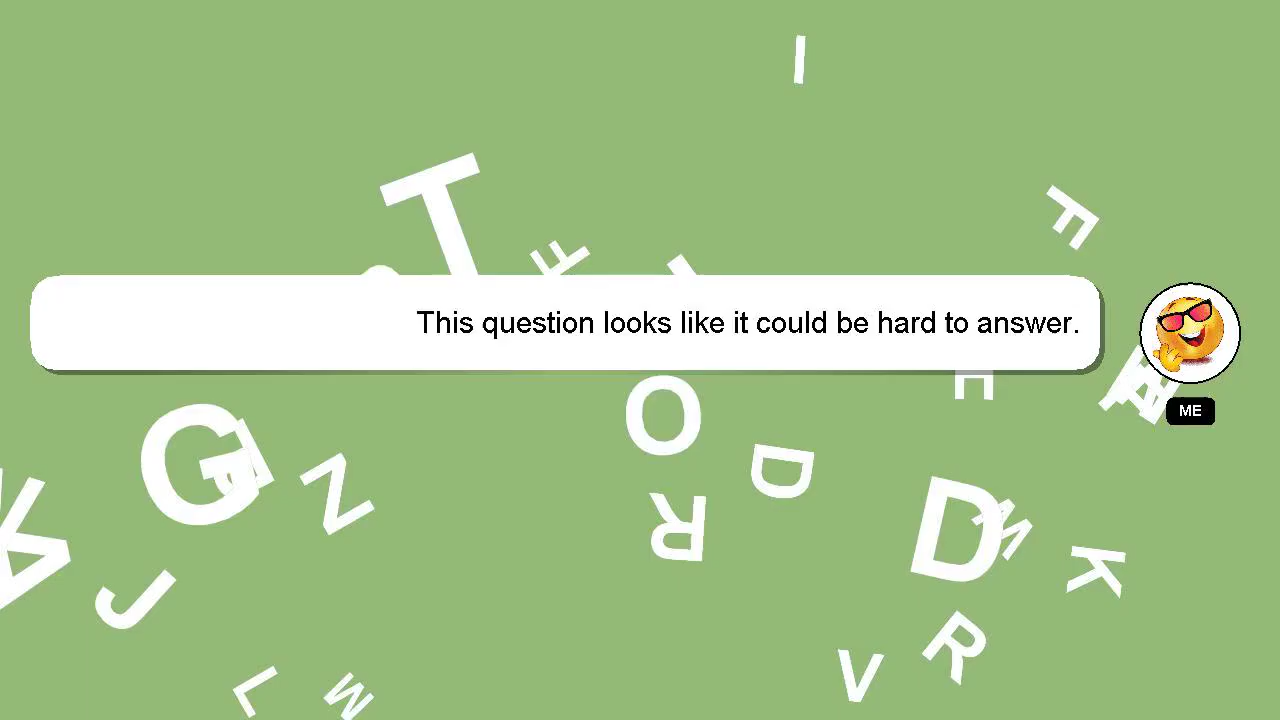 I
T
F
F
This question looks like it could be hard to answer.
ME
H
O
G
N
D
R
D
M
K
J
R
V
L
M